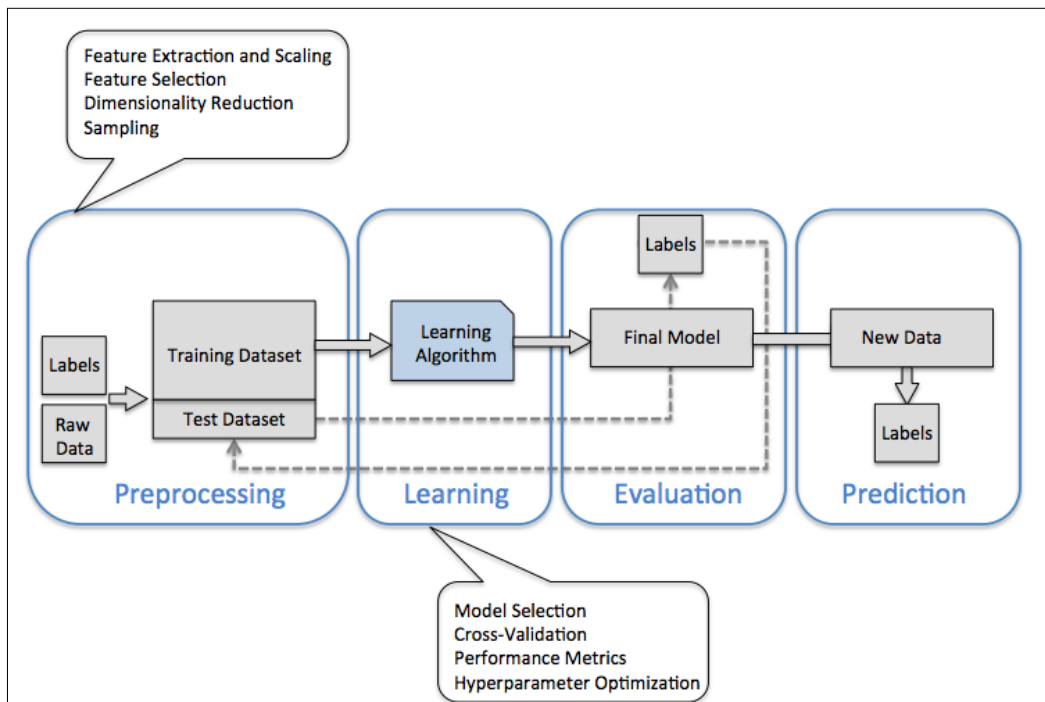 Feature Extraction and Scaling
Feature Selection
Dimensionality Reduction
Sampling
Labels
Raw
Data
Training Dataset
Test Dataset
Preprocessing
Learning
Algorithm
Learning
Labels
Final Model
Evaluation
New Data
Labels
Prediction
Model Selection
Cross-Validation
Performance Metrics
Hyperparameter Optimization